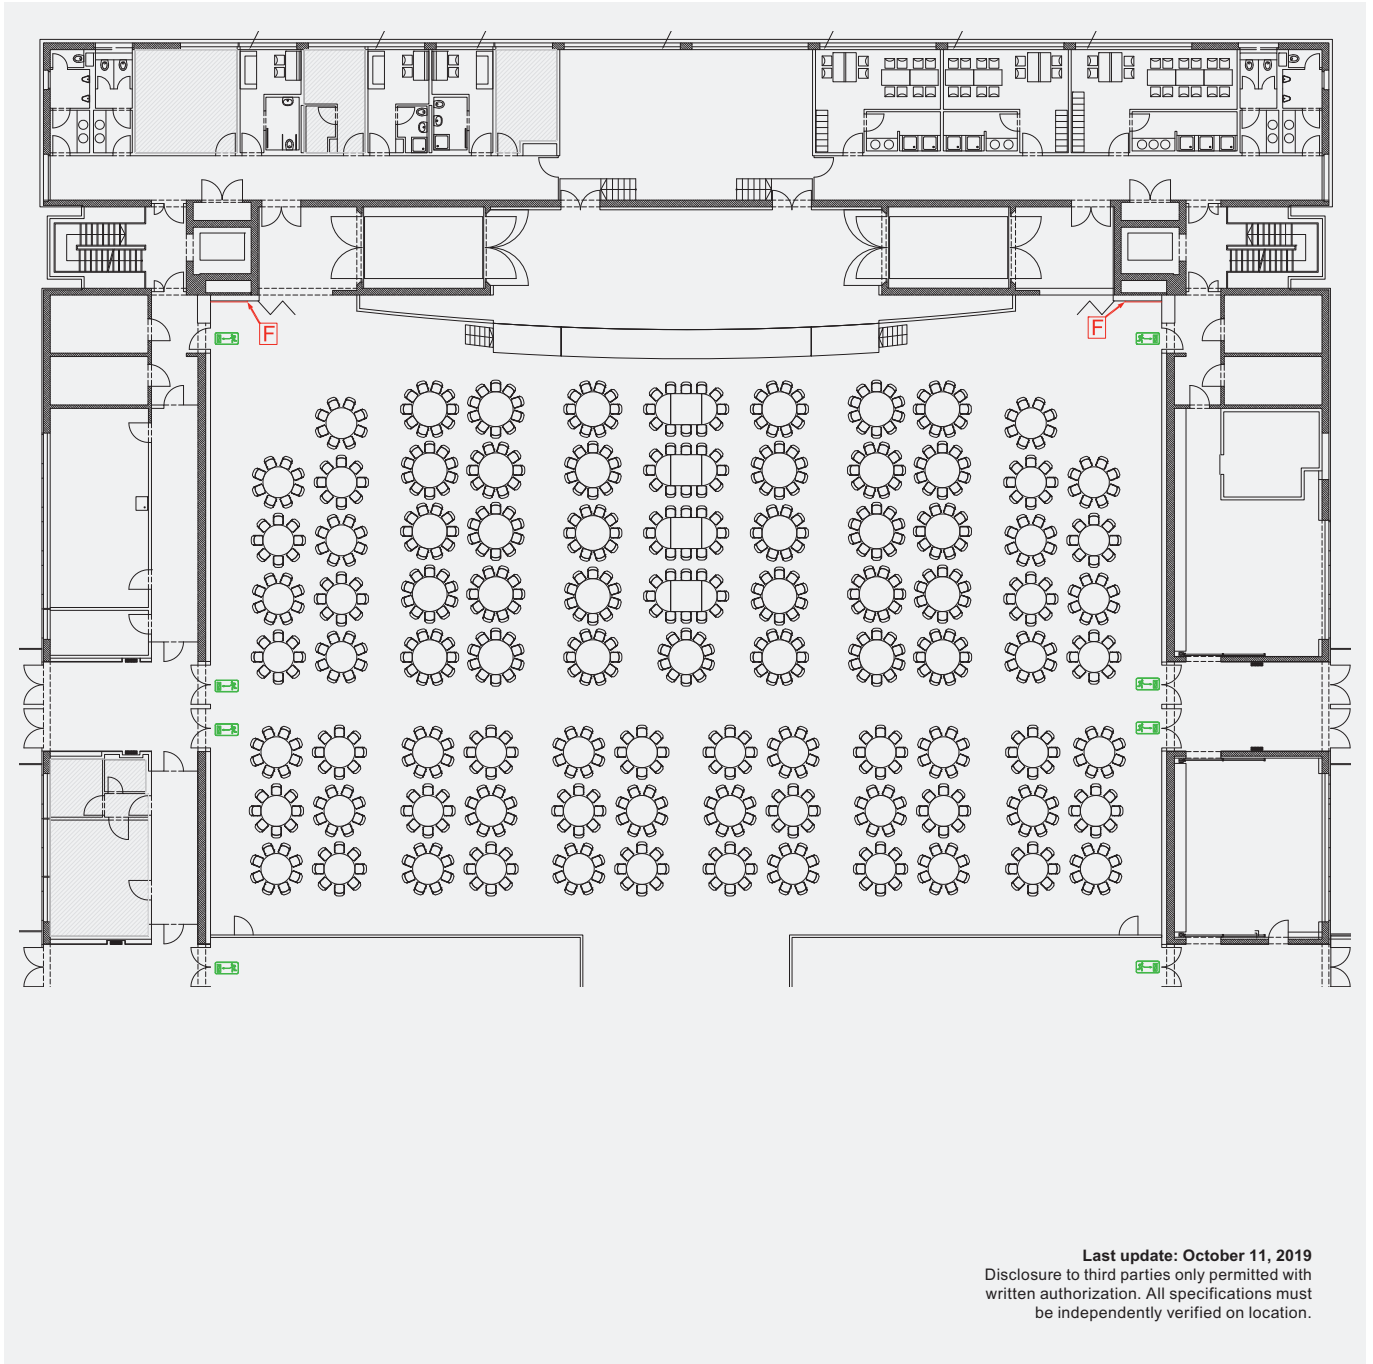 F
F
Last update: October 11, 2019
Disclosure to third parties only permitted with
written authorization. All specifications must
be independently verified on location.